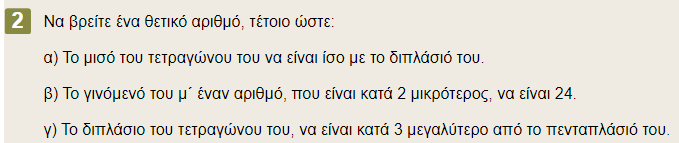 2 Να βρείτε ένα θετικό αριθμό, τέτοιο ώστε:
α) Το μισό του τετραγώνου του να είναι ίσο με το διπλάσιό του.
β) Το γινόμενό του μ΄ έναν αριθμό, που είναι κατά 2 μικρότερος, να είναι 24.
γ) Το διπλάσιο του τετραγώνου του, να είναι κατά 3 μεγαλύτερο από το πενταπλάσιό του.